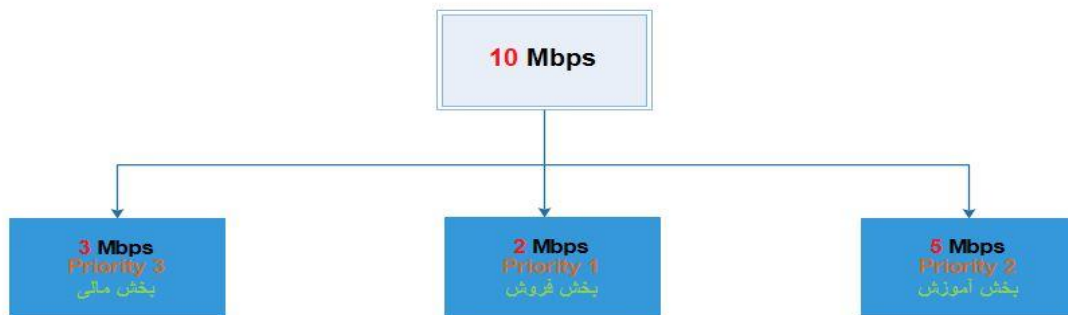 10 Mbps
3 Mbps
Priority 3
بخش مالی
2 Mbps
Priority 1
بخش فروش
5 Mbps
Priority 2
بخش آموزش